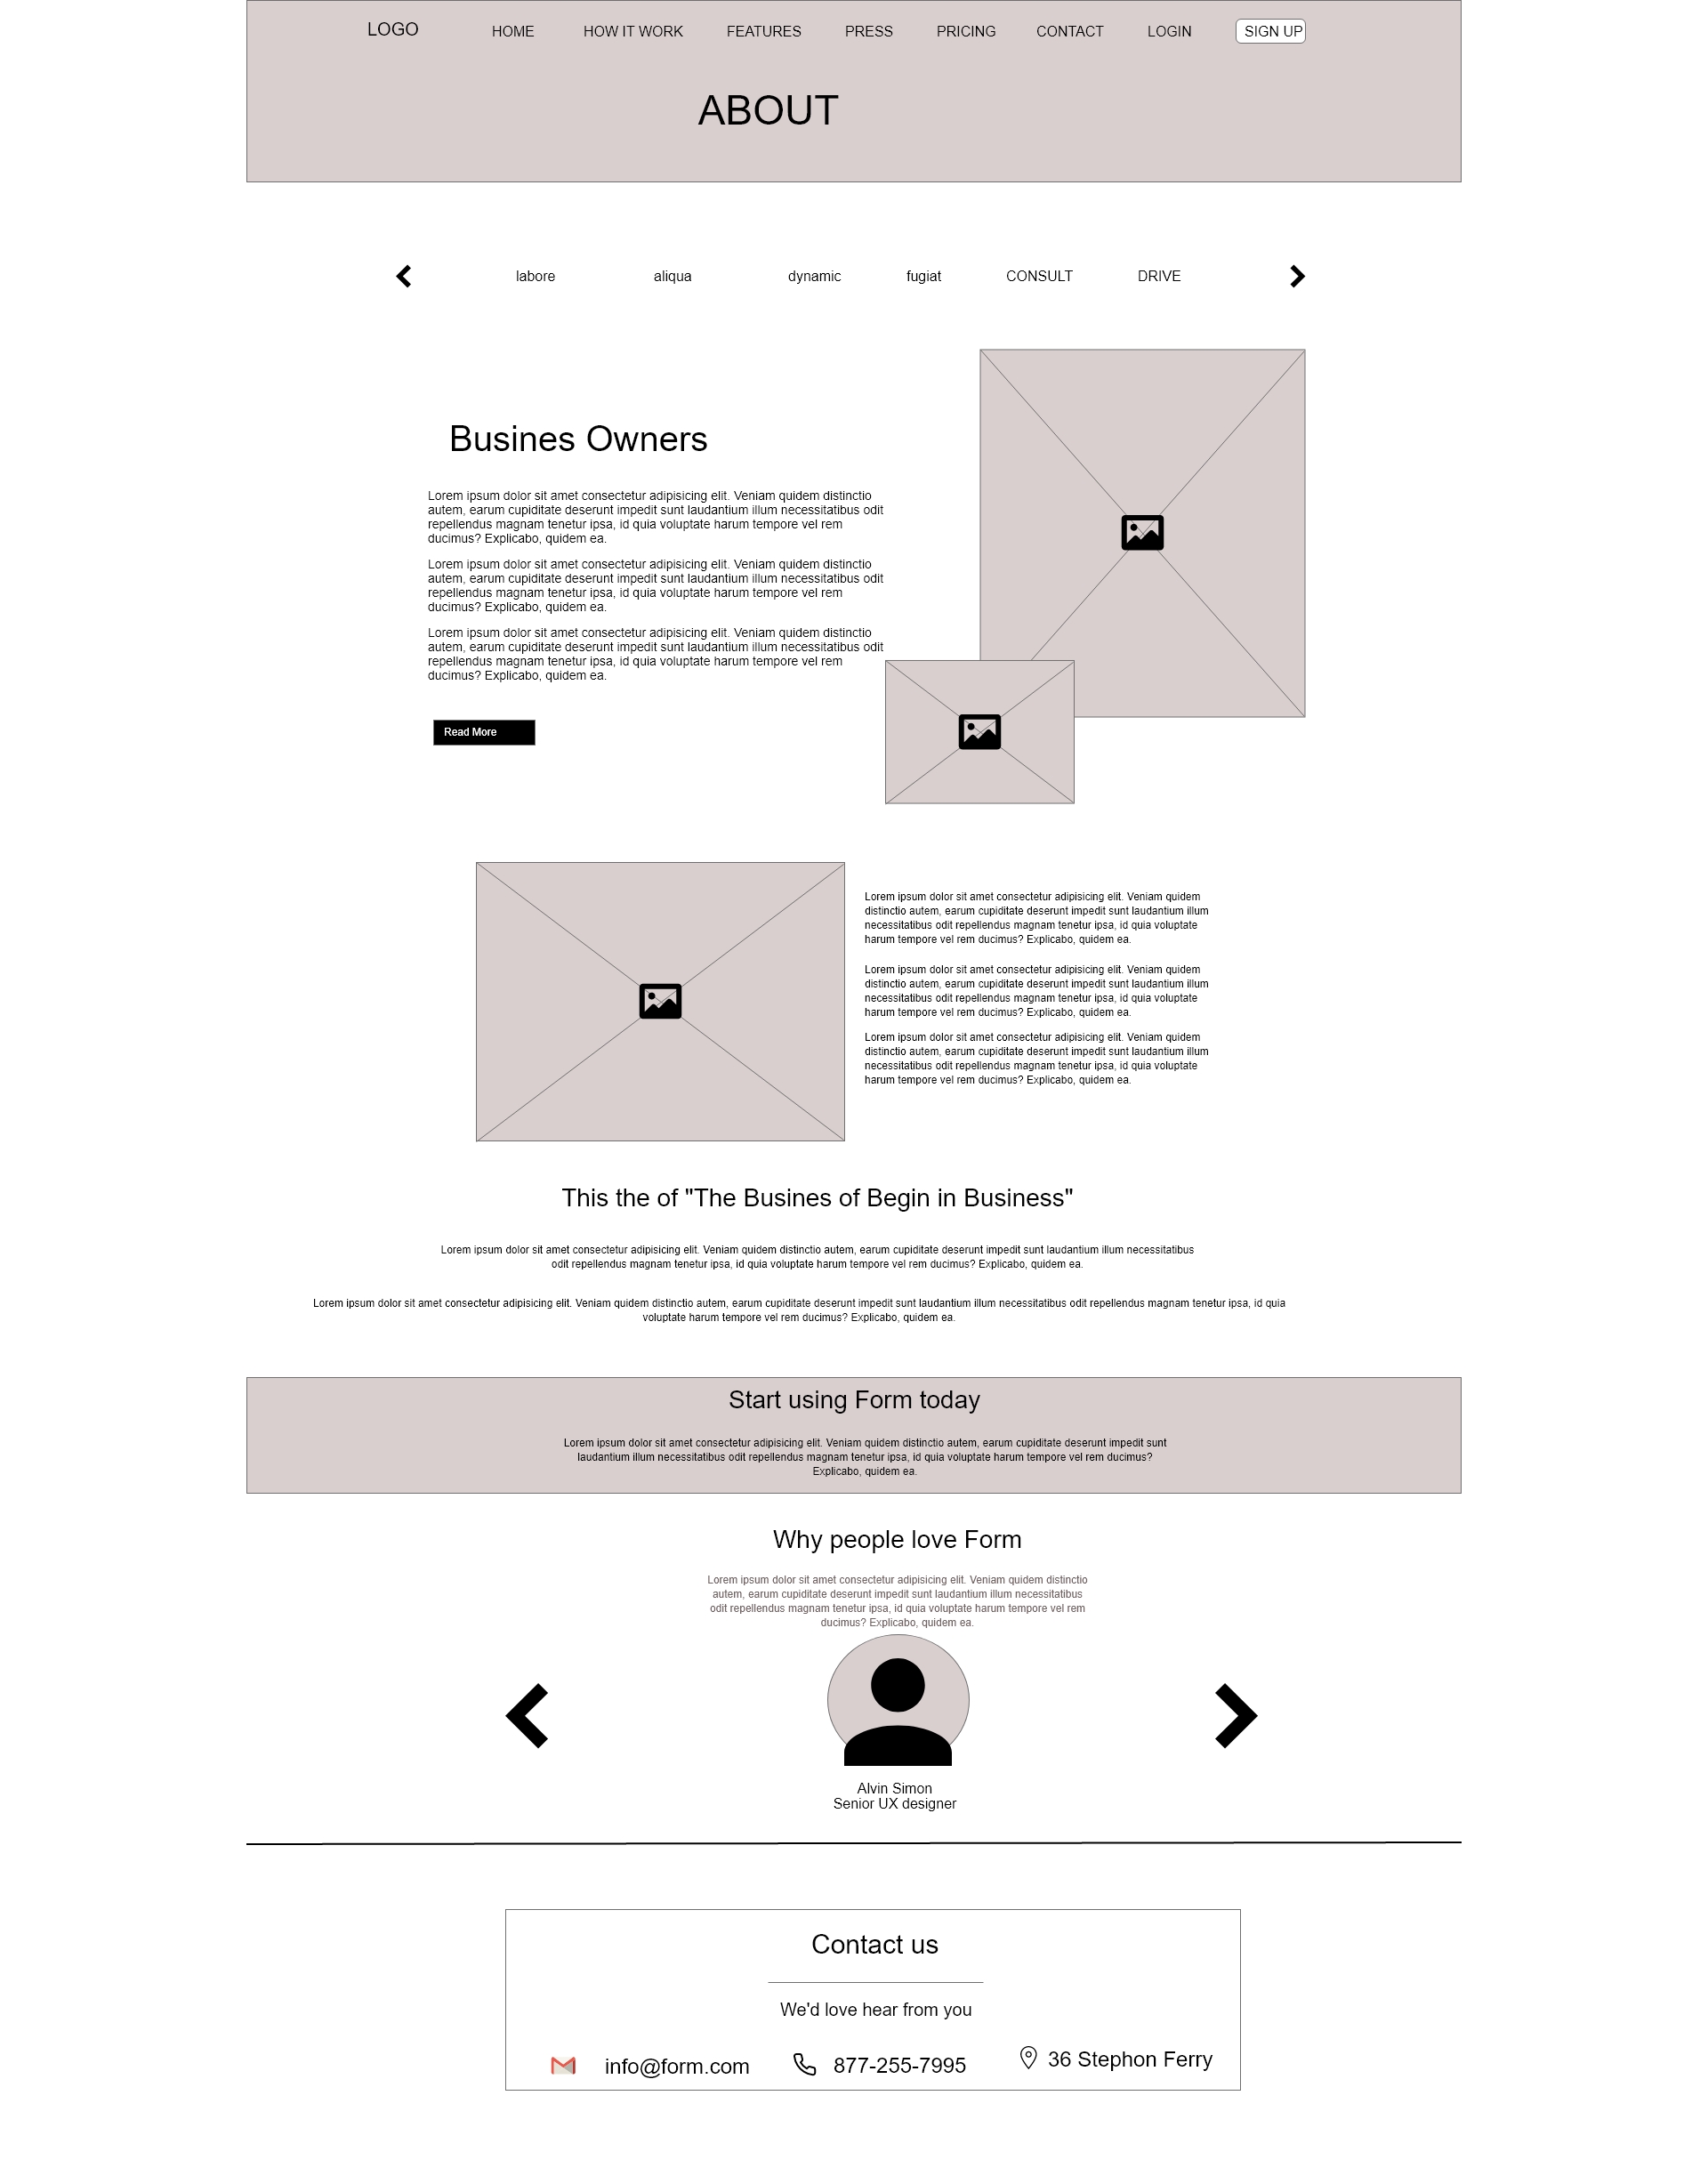 LOGO
HOME HOW IT WORK FEATURES PRESS PRICING CONTACT LOGIN SIGN UP
ABOUT
labore aliqua dynamic fugiat CONSULT DRIVE
Busines Owners
Lorem ipsum dolor sit amet consectetur adipisicing elit. Veniam quidem distinctio
autem, earum cupiditate deserunt impedit sunt laudantium illum necessitatibus odit
repellendus magnam tenetur ipsa, id quia voluptate harum tempore vel rem
ducimus? Explicabo, quidem ea.
Lorem ipsum dolor sit amet consectetur adipisicing elit. Veniam quidem distinctio
autem, earum cupiditate deserunt impedit sunt laudantium illum necessitatibus odit
repellendus magnam tenetur ipsa, id quia voluptate harum tempore vel rem
ducimus? Explicabo, quidem ea.
Lorem ipsum dolor sit amet consectetur adipisicing elit. Veniam quidem distinctio
autem, earum cupiditate deserunt impedit sunt laudantium illum necessitatibus odit
repellendus magnam tenetur ipsa, id quia voluptate harum tempore vel rem
ducimus? Explicabo, quidem ea.
Read More
Lorem ipsum dolor sit amet consectetur adipisicing elit. Veniam quidem
distinctio autem, earum cupiditate deserunt impedit sunt laudantium illum
necessitatibus odit repellendus magnam tenetur ipsa, id quia voluptate
harum tempore vel rem ducimus? Explicabo, quidem ea.
Lorem ipsum dolor sit amet consectetur adipisicing elit. Veniam quidem
distinctio autem, earum cupiditate deserunt impedit sunt laudantium illum
necessitatibus odit repellendus magnam tenetur ipsa, id quia voluptate
harum tempore vel rem ducimus? Explicabo, quidem ea.
Lorem ipsum dolor sit amet consectetur adipisicing elit. Veniam quidem
distinctio autem, earum cupiditate deserunt impedit sunt laudantium illum
necessitatibus odit repellendus magnam tenetur ipsa, id quia voluptate
harum tempore vel rem ducimus? Explicabo, quidem ea.
This the of "The Busines of Begin in Business"
Lorem ipsum dolor sit amet consectetur adipisicing elit. Veniam quidem distinctio autem, earum cupiditate deserunt impedit sunt laudantium illum necessitatibus
odit repellendus magnam tenetur ipsa, id quia voluptate harum tempore vel rem ducimus? Explicabo, quidem ea.
Lorem ipsum dolor sit amet consectetur adipisicing elit. Veniam quidem distinctio autem, earum cupiditate deserunt impedit sunt laudantium illum necessitatibus odit repellendus magnam tenetur ipsa, id quia
voluptate harum tempore vel rem ducimus? Explicabo, quidem ea.
Start using Form today
Lorem ipsum dolor sit amet consectetur adipisicing elit. Veniam quidem distinctio autem, earum cupiditate deserunt impedit sunt
laudantium illum necessitatibus odit repellendus magnam tenetur ipsa, id quia voluptate harum tempore vel rem ducimus?
Explicabo, quidem ea.
Why people love Form
Lorem ipsum dolor sit amet consectetur adipisicing elit. Veniam quidem distinctio
autem, earum cupiditate deserunt impedit sunt laudantium illum necessitatibus
odit repellendus magnam tenetur ipsa, id quia voluptate harum tempore vel rem
ducimus? Explicabo, quidem ea.
Alvin Simon
Senior UX designer
Contact us
We'd love hear from you
info@form.com 877-255-7995 36 Stephon Ferry